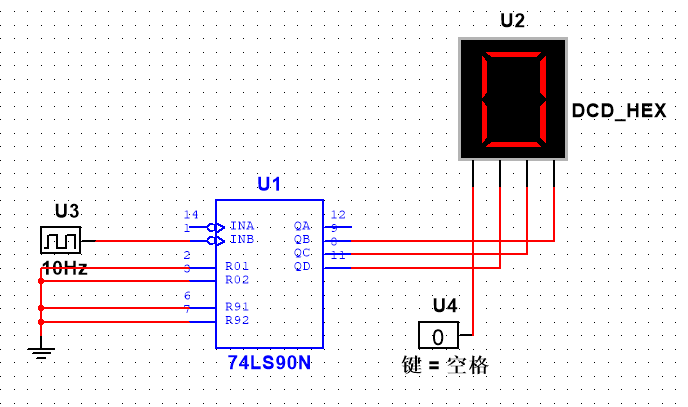 U2
DCD_HEX
U1
U3
10Hz
14
1
2
3
6
7
INA
INB
R01
R02
R91
R92
QA
QB
QC
QD
12
9
8
11
74LS90N
U4
0
键 = 空格